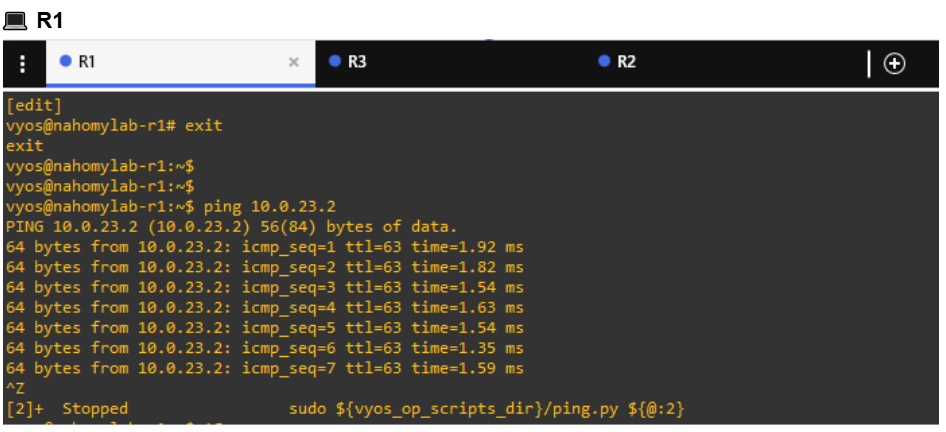 R1
R1 × R3 R2
[edit]
vyos@nahomylab-r1# exit
exit
vyos@nahomylab-r1:~$
vyos@nahomylab-r1:~$
vyos@nahomylab-r1:~$ ping 10.0.23.2
PING 10.0.23.2 (10.0.23.2) 56(84) bytes of data.
64 bytes from 10.0.23.2: icmp_seq=1 ttl=63 time=1.92 ms
64 bytes from 10.0.23.2: icmp_seq=2 ttl=63 time=1.82 ms
64 bytes from 10.0.23.2: icmp_seq=3 ttl=63 time=1.54 ms
64 bytes from 10.0.23.2: icmp_seq=4 ttl=63 time=1.63 ms
64 bytes from 10.0.23.2: icmp_seq=5 ttl=63 time=1.54 ms
64 bytes from 10.0.23.2: icmp_seq=6 ttl=63 time=1.35 ms
64 bytes from 10.0.23.2: icmp_seq=7 ttl=63 time=1.59 ms
^Z
[2]+  Stopped                 sudo ${vyos_op_scripts_dir}/ping.py ${@:2}